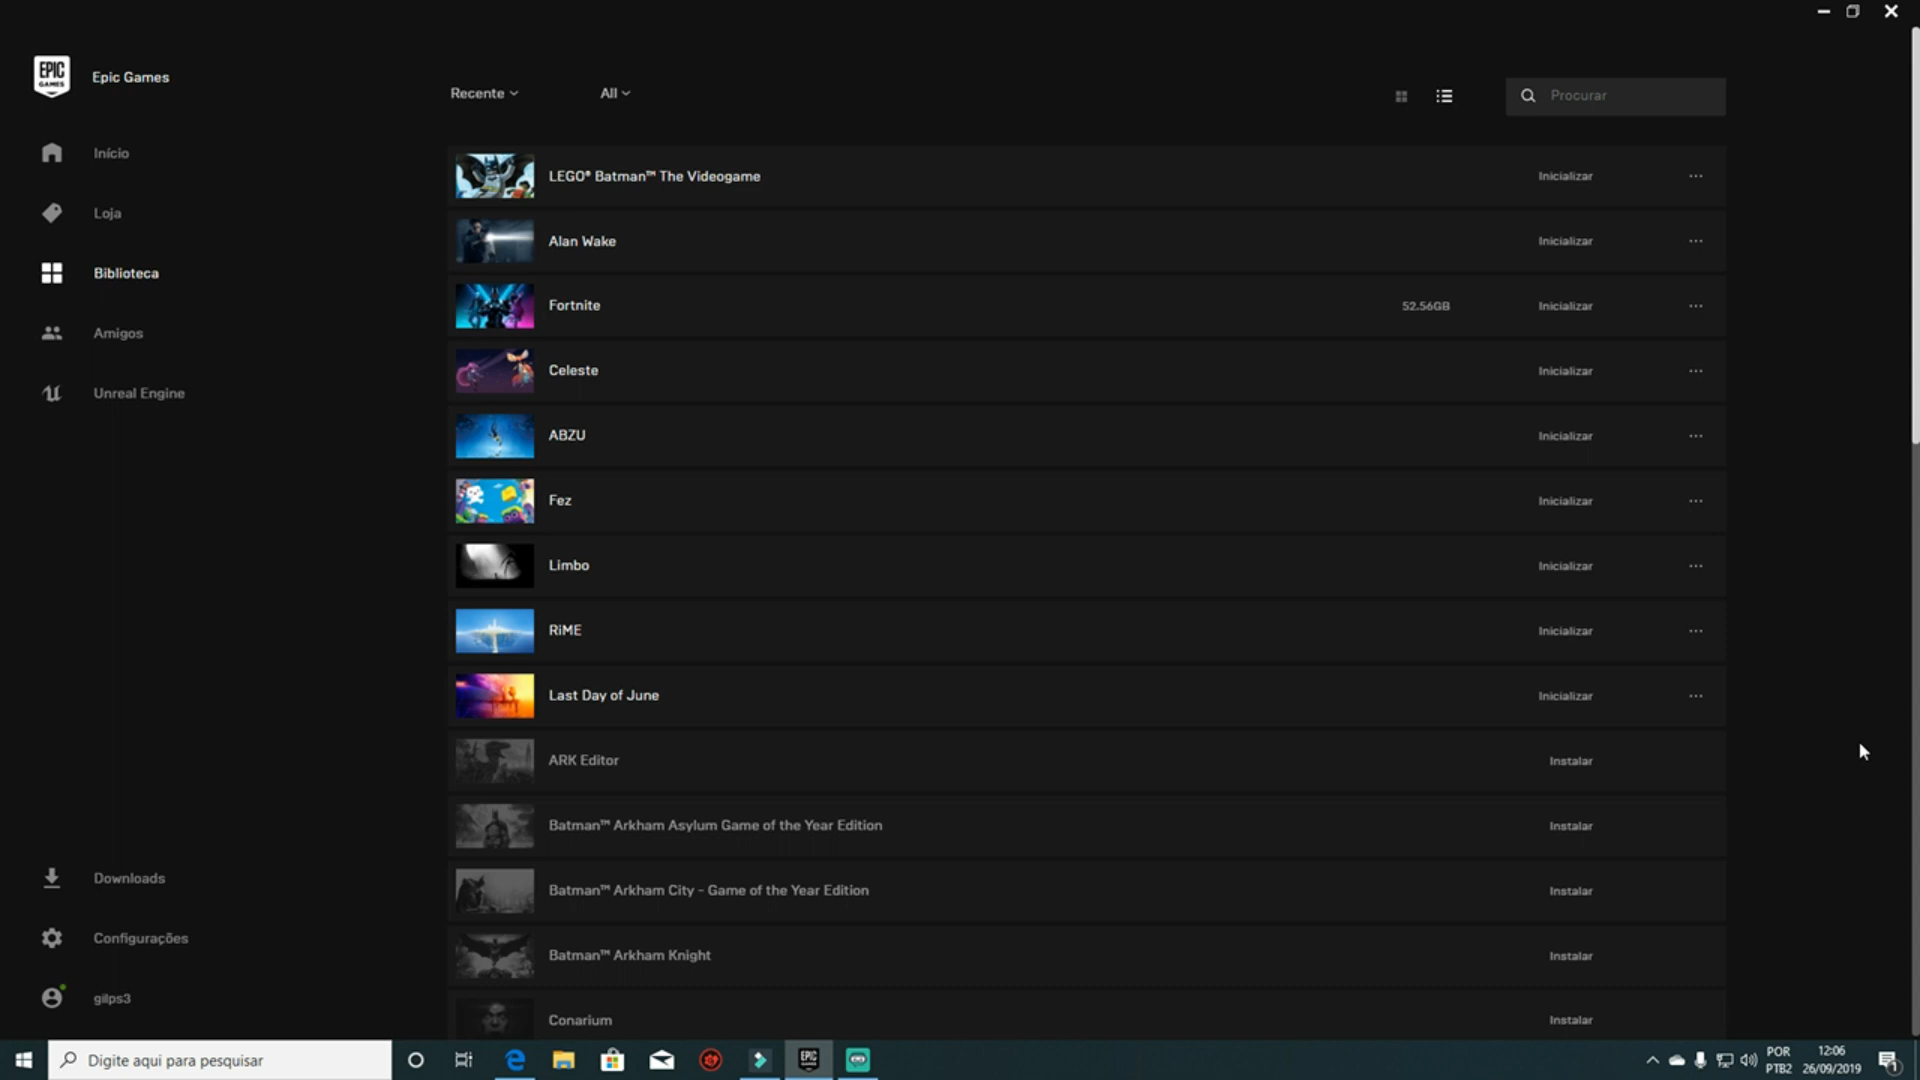 EPIC GAMES
Epic Games
Início
Loja
Biblioteca
Amigos
Unreal Engine
Downloads
Configurações
gilps3
Recente
All
Procurar
LEGO® Batman™ The Videogame
Inicializar
Alan Wake
Inicializar
Fortnite
52.56GB
Inicializar
Celeste
Inicializar
ABZU
Inicializar
Fez
Inicializar
Limbo
Inicializar
RiME
Inicializar
Last Day of June
Inicializar
ARK Editor
Instalar
Batman™ Arkham Asylum Game of the Year Edition
Instalar
Batman™ Arkham City - Game of the Year Edition
Instalar
Batman™ Arkham Knight
Instalar
Conarium
Instalar
Digite aqui para pesquisar
EPIC GAMES
POR
PTB2
12:06
26/09/2019
1